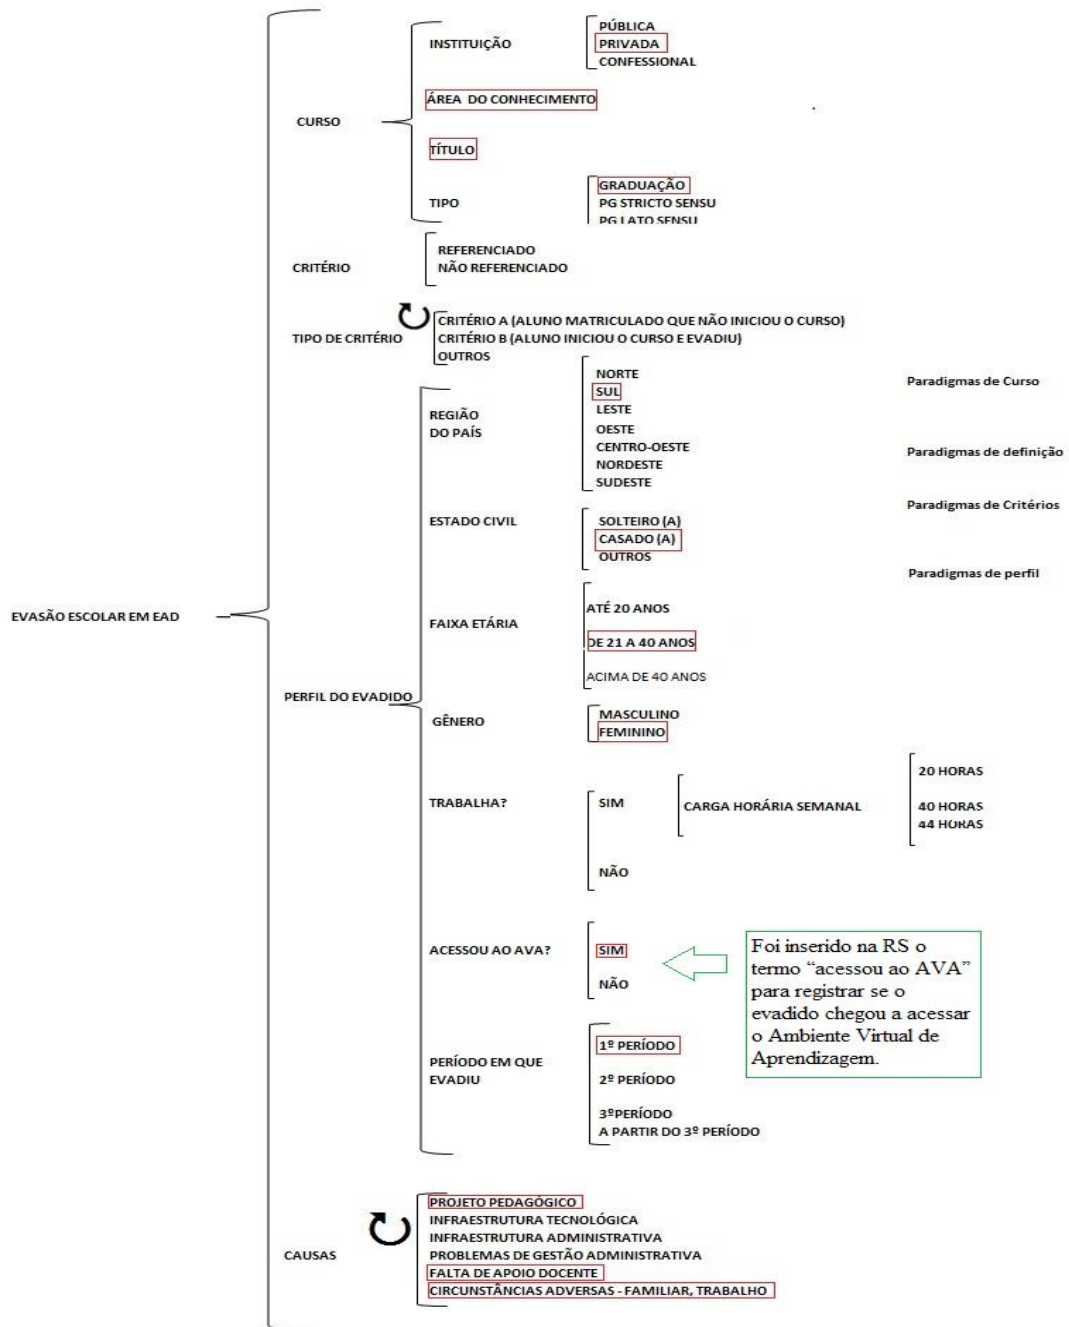 PÚBLICA
INSTITUIÇÃO
PRIVADA
CONFESSIONAL
ÁREA DO CONHECIMENTO
CURSO
TÍTULO
GRADUAÇÃO
TIPO
PG STRICTO SENSU
PG LATO SENSU
REFERENCIADO
CRITÉRIO
NÃO REFERENCIADO
CRITÉRIO A (ALUNO MATRICULADO QUE NÃO INICIOU O CURSO)
TIPO DE CRITÉRIO
CRITÉRIO B (ALUNO INICIOU O CURSO E EVADIU)
OUTROS
NORTE
Paradigmas de Curso
SUL
REGIÃO
DO PAÍS
LESTE
OESTE
CENTRO-OESTE
Paradigmas de definição
NORDESTE
SUDESTE
Paradigmas de Critérios
ESTADO CIVIL
SOLTEIRO (A)
CASADO (A)
OUTROS
Paradigmas de perfil
EVASÃO ESCOLAR EM EAD
FAIXA ETÁRIA
ATÉ 20 ANOS
DE 21 A 40 ANOS
ACIMA DE 40 ANOS
PERFIL DO EVADIDO
GÊNERO
MASCULINO
FEMININO
TRABALHA?
SIM
CARGA HORÁRIA SEMANAL
20 HORAS
40 HORAS
44 HORAS
NÃO
ACESSOU AO AVA?
SIM
NÃO
Foi inserido na RS o
termo “acessou ao AVA”
para registrar se o
evadido chegou a acessar
o Ambiente Virtual de
Aprendizagem.
PERÍODO EM QUE
EVADIU
1º PERÍODO
2º PERÍODO
3ºPERÍODO
A PARTIR DO 3º PERÍODO
CAUSAS
PROJETO PEDAGÓGICO
INFRAESTRUTURA TECNOLÓGICA
INFRAESTRUTURA ADMINISTRATIVA
PROBLEMAS DE GESTÃO ADMINISTRATIVA
FALTA DE APOIO DOCENTE
CIRCUNSTÂNCIAS ADVERSAS - FAMILIAR, TRABALHO